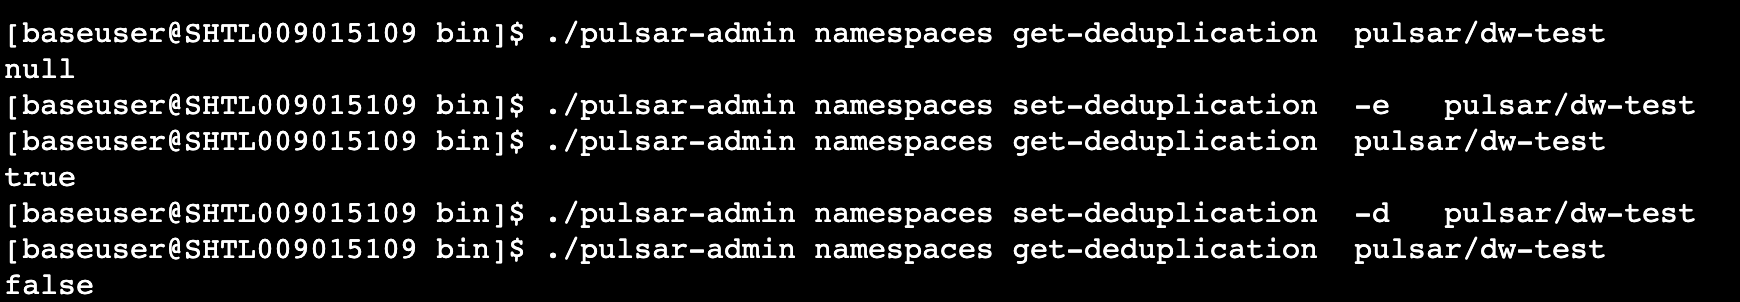 [baseuser@SHTL009015109 bin]$ ./pulsar-admin namespaces get-deduplication  pulsar/dw-test
null
[baseuser@SHTL009015109 bin]$ ./pulsar-admin namespaces set-deduplication  -e   pulsar/dw-test
[baseuser@SHTL009015109 bin]$ ./pulsar-admin namespaces get-deduplication  pulsar/dw-test
true
[baseuser@SHTL009015109 bin]$ ./pulsar-admin namespaces set-deduplication  -d   pulsar/dw-test
[baseuser@SHTL009015109 bin]$ ./pulsar-admin namespaces get-deduplication  pulsar/dw-test
false